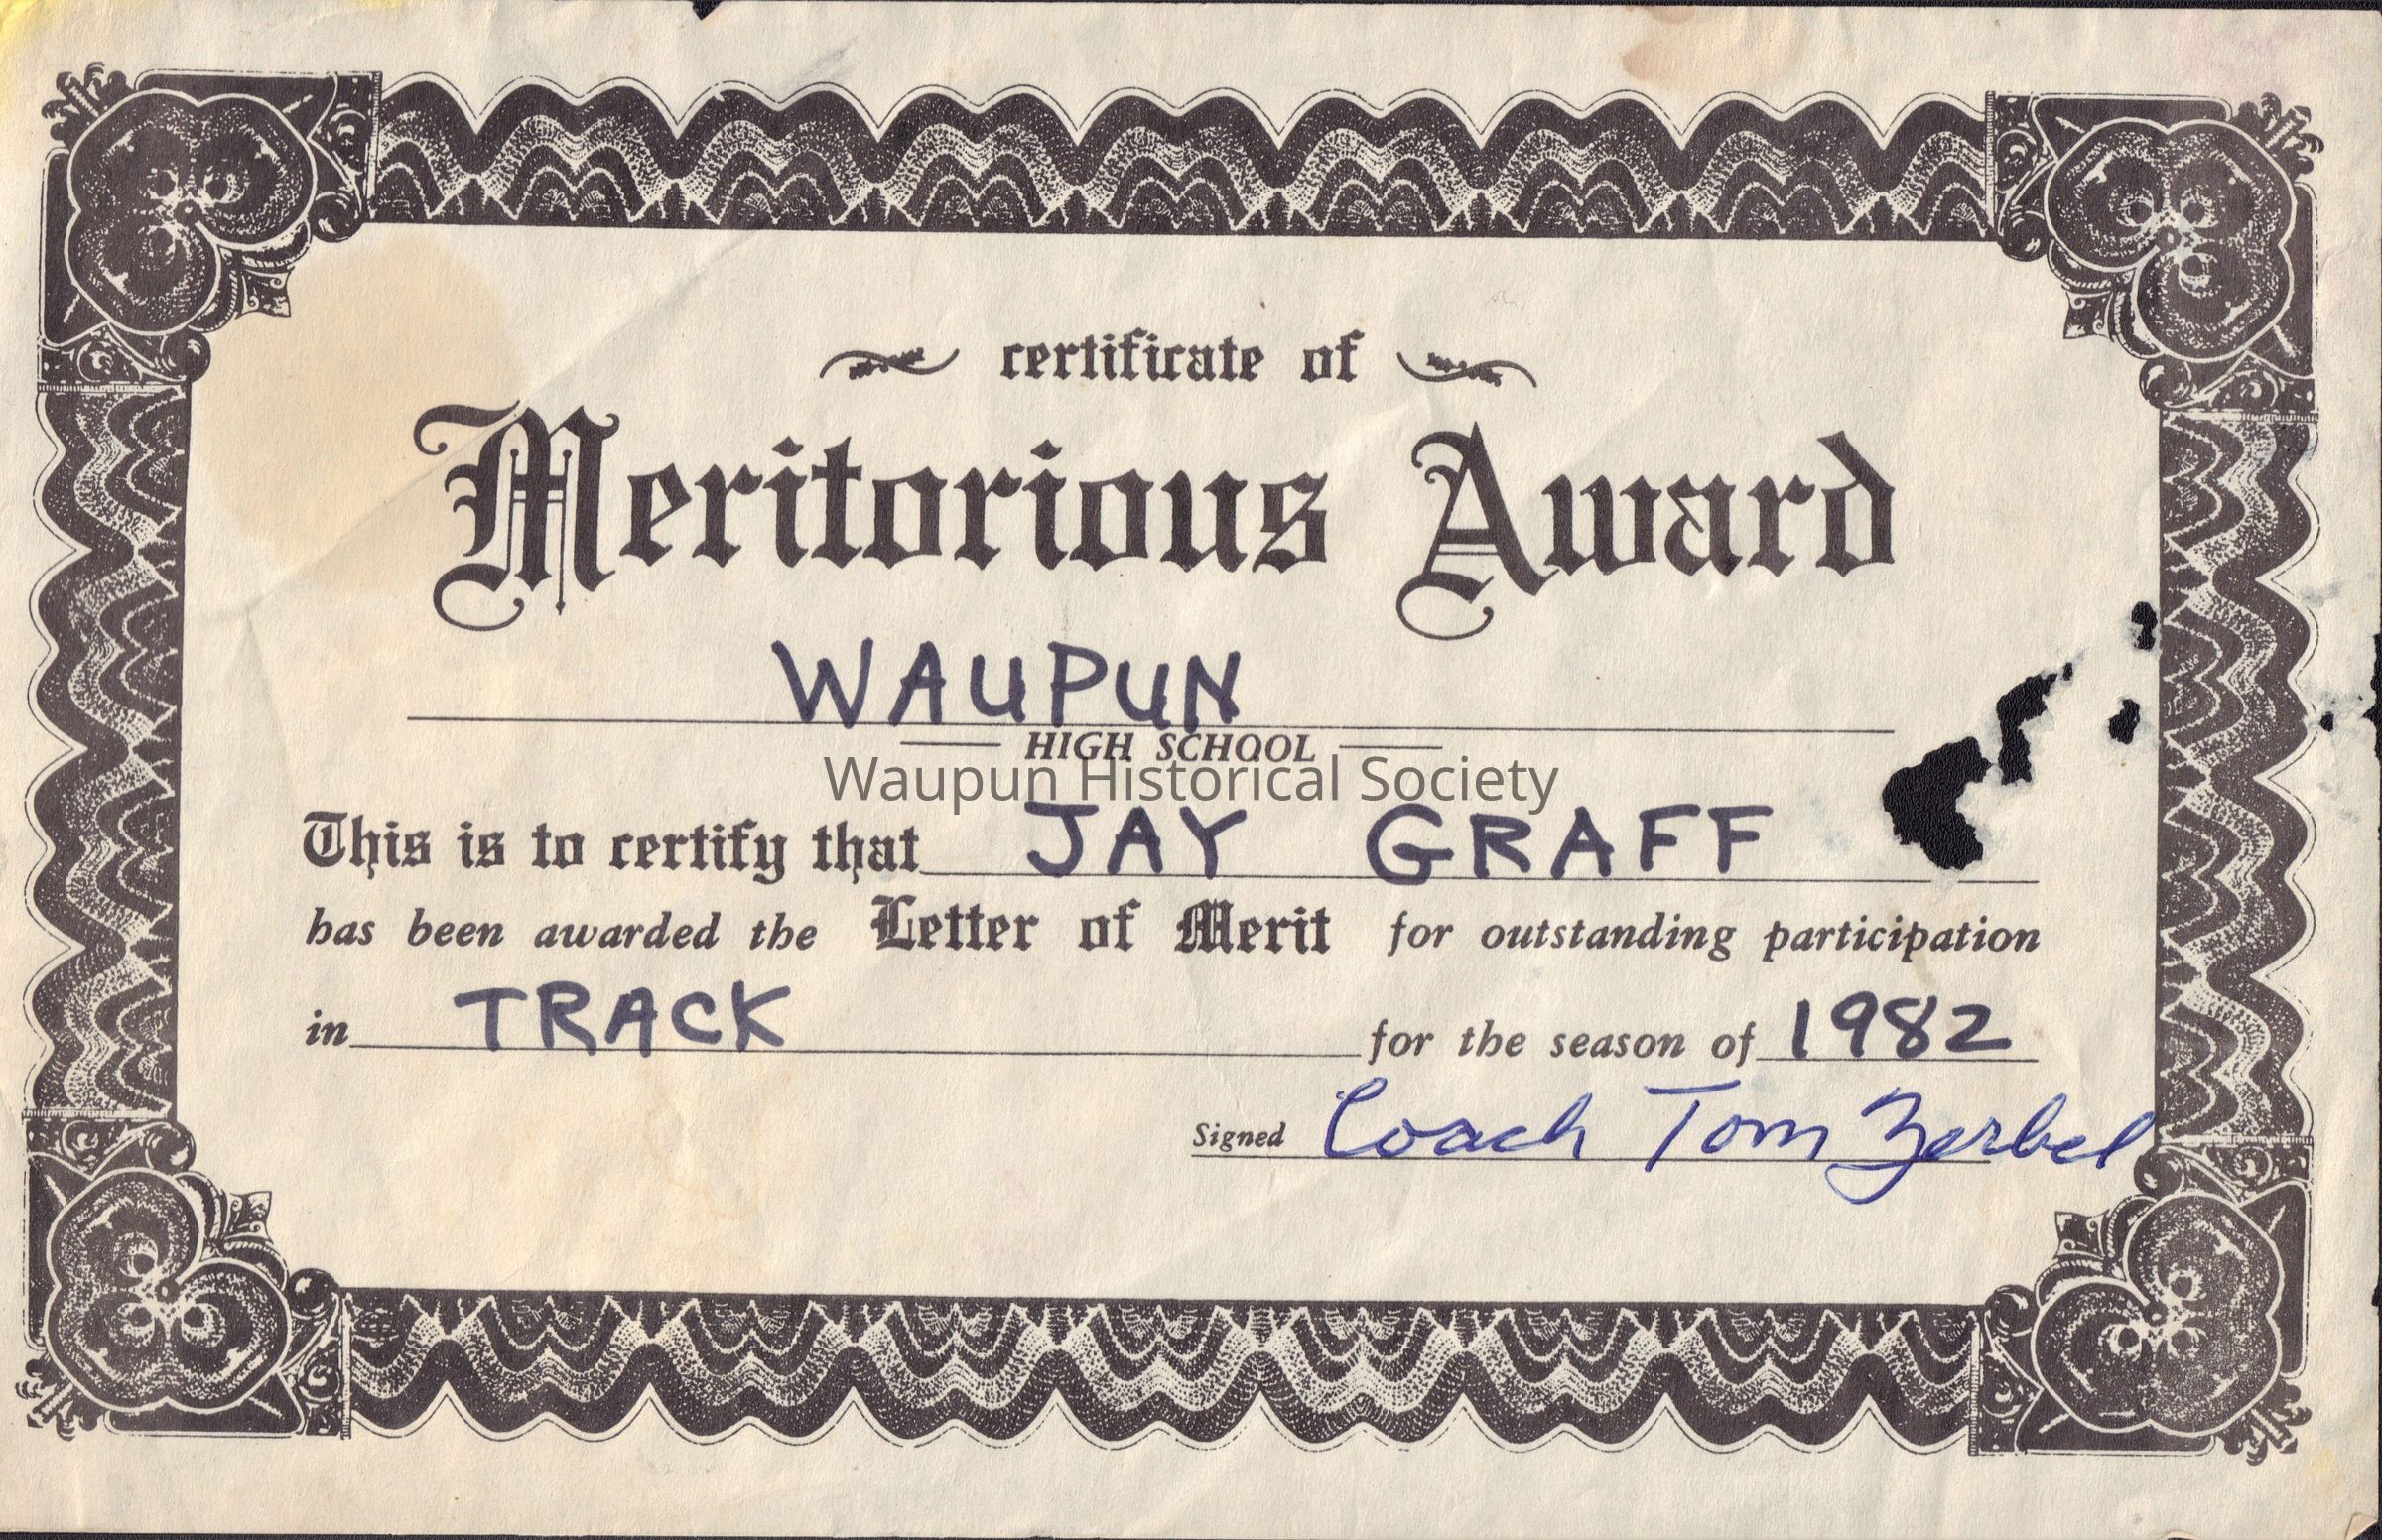 certificate of
Meritorious Award
WAUPUN
HIGH SCHOOL
Waupun Historical Society
This is to certify that JAY GRAFF
has been awarded the Letter of Merit for outstanding participation
in TRACK for the season of 1982
Signed Coach Tom Zerbel